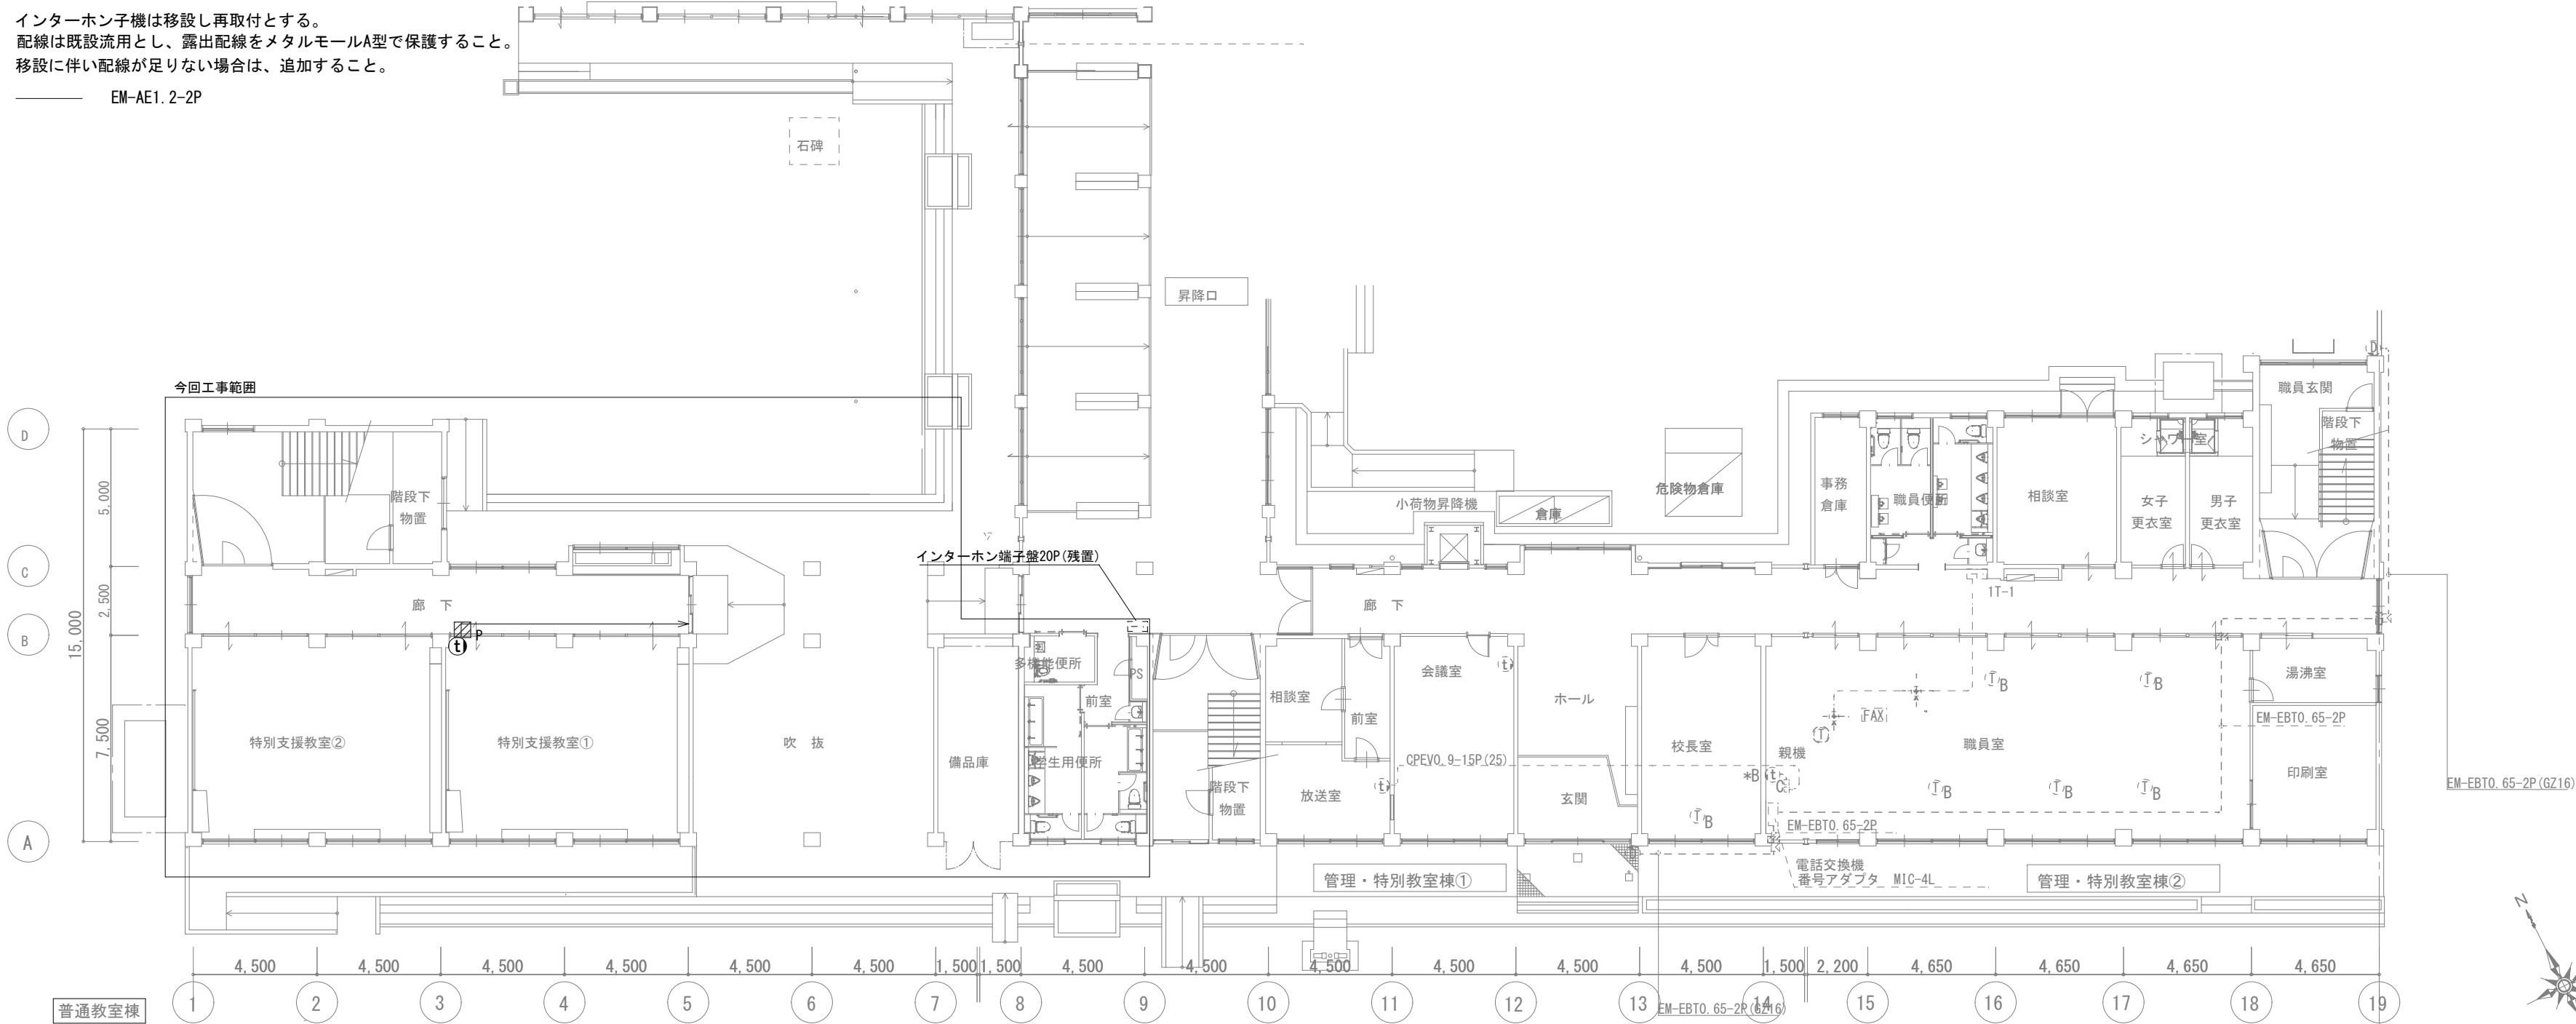 インターホン子機は移設し再取付とする。
配線は既設流用とし、露出配線をメタルモールA型で保護すること。
移設に伴い配線が足りない場合は、追加すること。
EM-AE1.2-2P
石碑
昇降口
今回工事範囲
職員玄関
階段下
物置
シャワー室
D
D
階段下
物置
小荷物昇降機
倉庫
危険物倉庫
事務
倉庫
職員便所
相談室
女子
更衣室
男子
更衣室
5,000
インターホン端子盤20P(残置)
C
2,500
廊 下
廊 下
1T-1
15,000
B
P
t
多機能便所
PS
前室
相談室
前室
会議室
t
ホール
校長室
T B
T B
湯沸室
7,500
特別支援教室②
特別支援教室①
吹 抜
備品庫
学生用便所
階段下
物置
放送室
t
CPEV0.9-15P(25)
玄関
親機
*B t
C
T
FAX
職員室
EM-EBT0.65-2P
印刷室
EM-EBT0.65-2P(GZ16)
T B
T B
T B
T B
A
EM-EBT0.65-2P
電話交換機
番号アダプタ MIC-4L
管理・特別教室棟①
管理・特別教室棟②
N
4,500
4,500
4,500
4,500
4,500
4,500
1,500
1,500
4,500
4,500
4,500
4,500
4,500
4,500
1,500
2,200
4,650
4,650
4,650
4,650
普通教室棟
1
2
3
4
5
6
7
8
9
10
11
12
13
14
15
16
17
18
19
EM-EBT0.65-2P(GZ16)